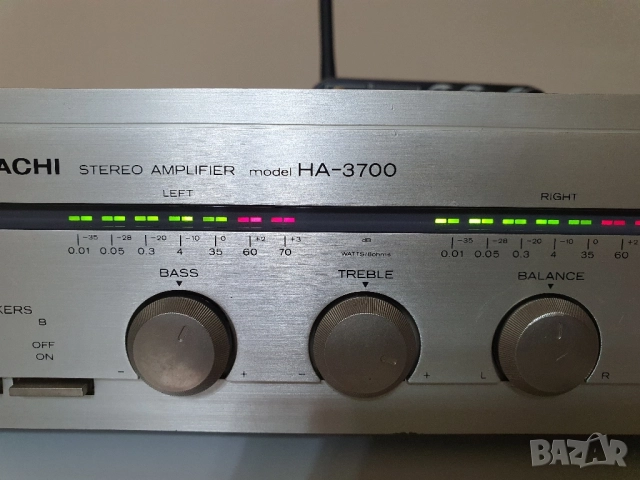 ACHI STEREO AMPLIFIER model HA-3700
LEFT RIGHT
-35 -28 -20 -10 0 +2 +3 dB -35 -28 -20 -10 0
0.01 0.05 0.3 4 35 60 70 WATTS(8ohms) 0.01 0.05 0.3 4 35 60
BASS TREBLE BALANCE
KERS
B
OFF
ON
- + - + L R
BAZAR